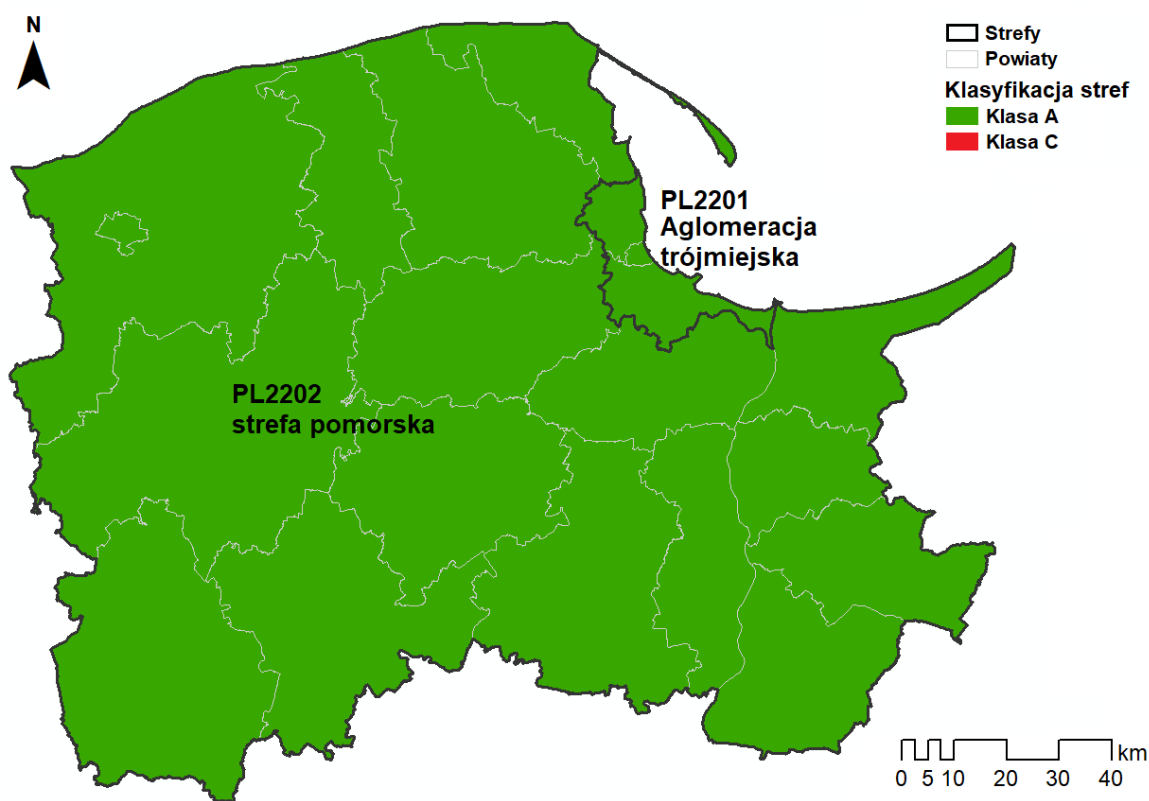 N
Strefy
Powiaty
Klasyfikacja stref
Klasa A
Klasa C
PL2201
Aglomeracja
trójmiejska
PL2202
strefa pomorska
km
0 5 10 20 30 40